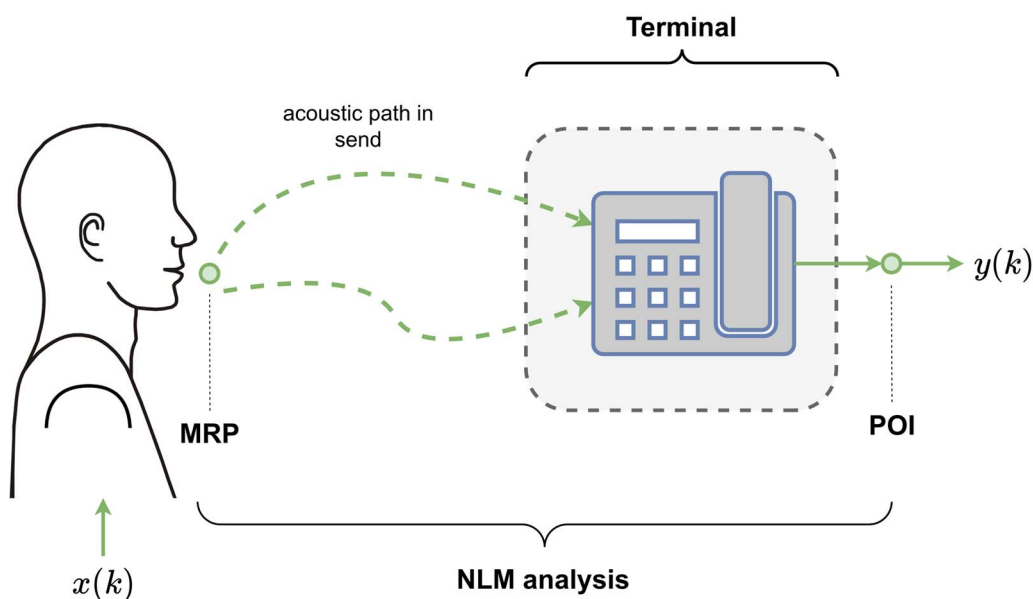 Terminal
acoustic path in
send
y(k)
MRP
POI
x(k)
NLM analysis